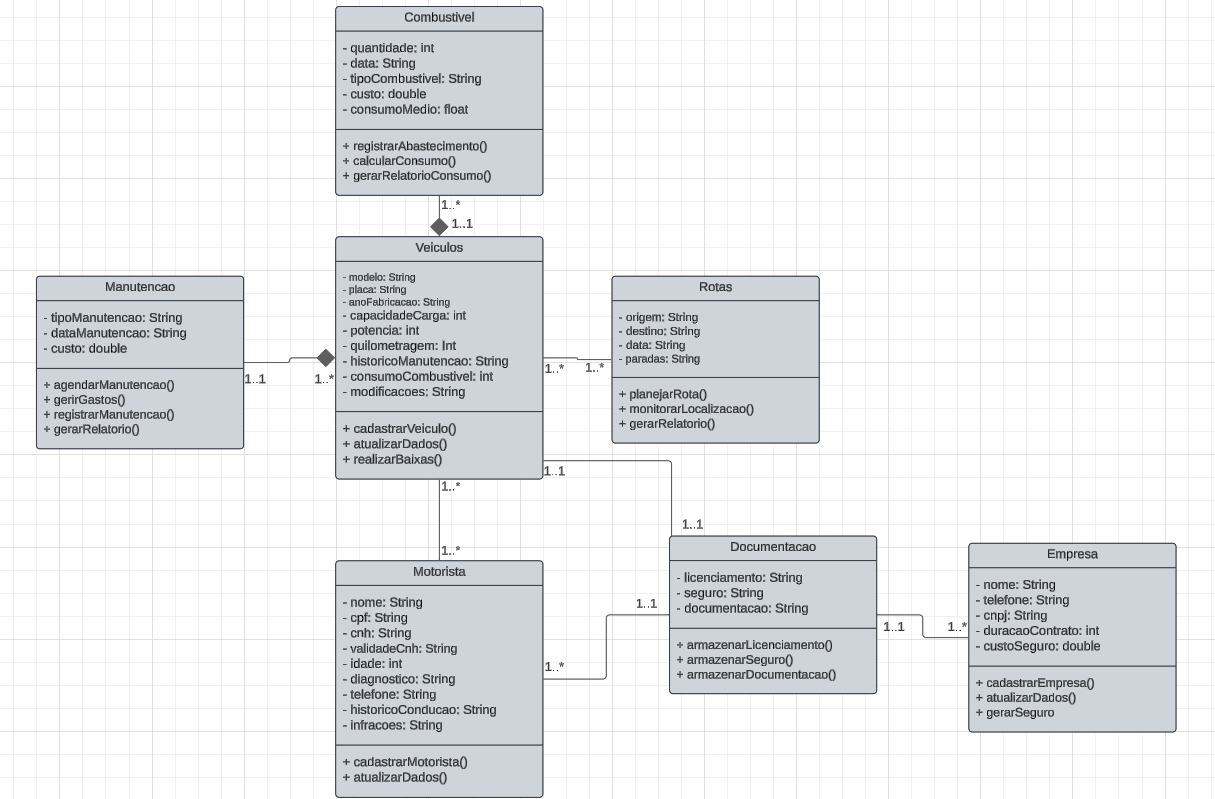 Combustivel
- quantidade: int
- data: String
- tipoCombustivel: String
- custo: double
- consumoMedio: float
+ registrarAbastecimento()
+ calcularConsumo()
+ gerarRelatorioConsumo()
1..*
1..1
Veiculos
- modelo: String
- placa: String
- anoFabricacao: String
- capacidadeCarga: int
- potencia: int
- quilometragem: Int
- historicoManutencao: String
- consumoCombustivel: int
- modificacoes: String
+ cadastrarVeiculo()
+ atualizarDados()
+ realizarBaixas()
Manutencao
- tipoManutencao: String
- dataManutencao: String
- custo: double
+ agendarManutencao()
+ gerirGastos()
+ registrarManutencao()
+ gerarRelatorio()
1..1
1..*
1..*
1..*
Rotas
- origem: String
- destino: String
- data: String
- paradas: String
+ planejarRota()
+ monitorarLocalizacao()
+ gerarRelatorio()
1..1
1..1
1..*
1..*
Motorista
- nome: String
- cpf: String
- cnh: String
- validadeCnh: String
- idade: int
- diagnostico: String
- telefone: String
- historicoConducao: String
- infracoes: String
+ cadastrarMotorista()
+ atualizarDados()
1..*
1..1
Documentacao
- licenciamento: String
- seguro: String
- documentacao: String
+ armazenarLicenciamento()
+ armazenarSeguro()
+ armazenarDocumentacao()
1..1
1..*
Empresa
- nome: String
- telefone: String
- cnpj: String
- duracaoContrato: int
- custoSeguro: double
+ cadastrarEmpresa()
+ atualizarDados()
+ gerarSeguro